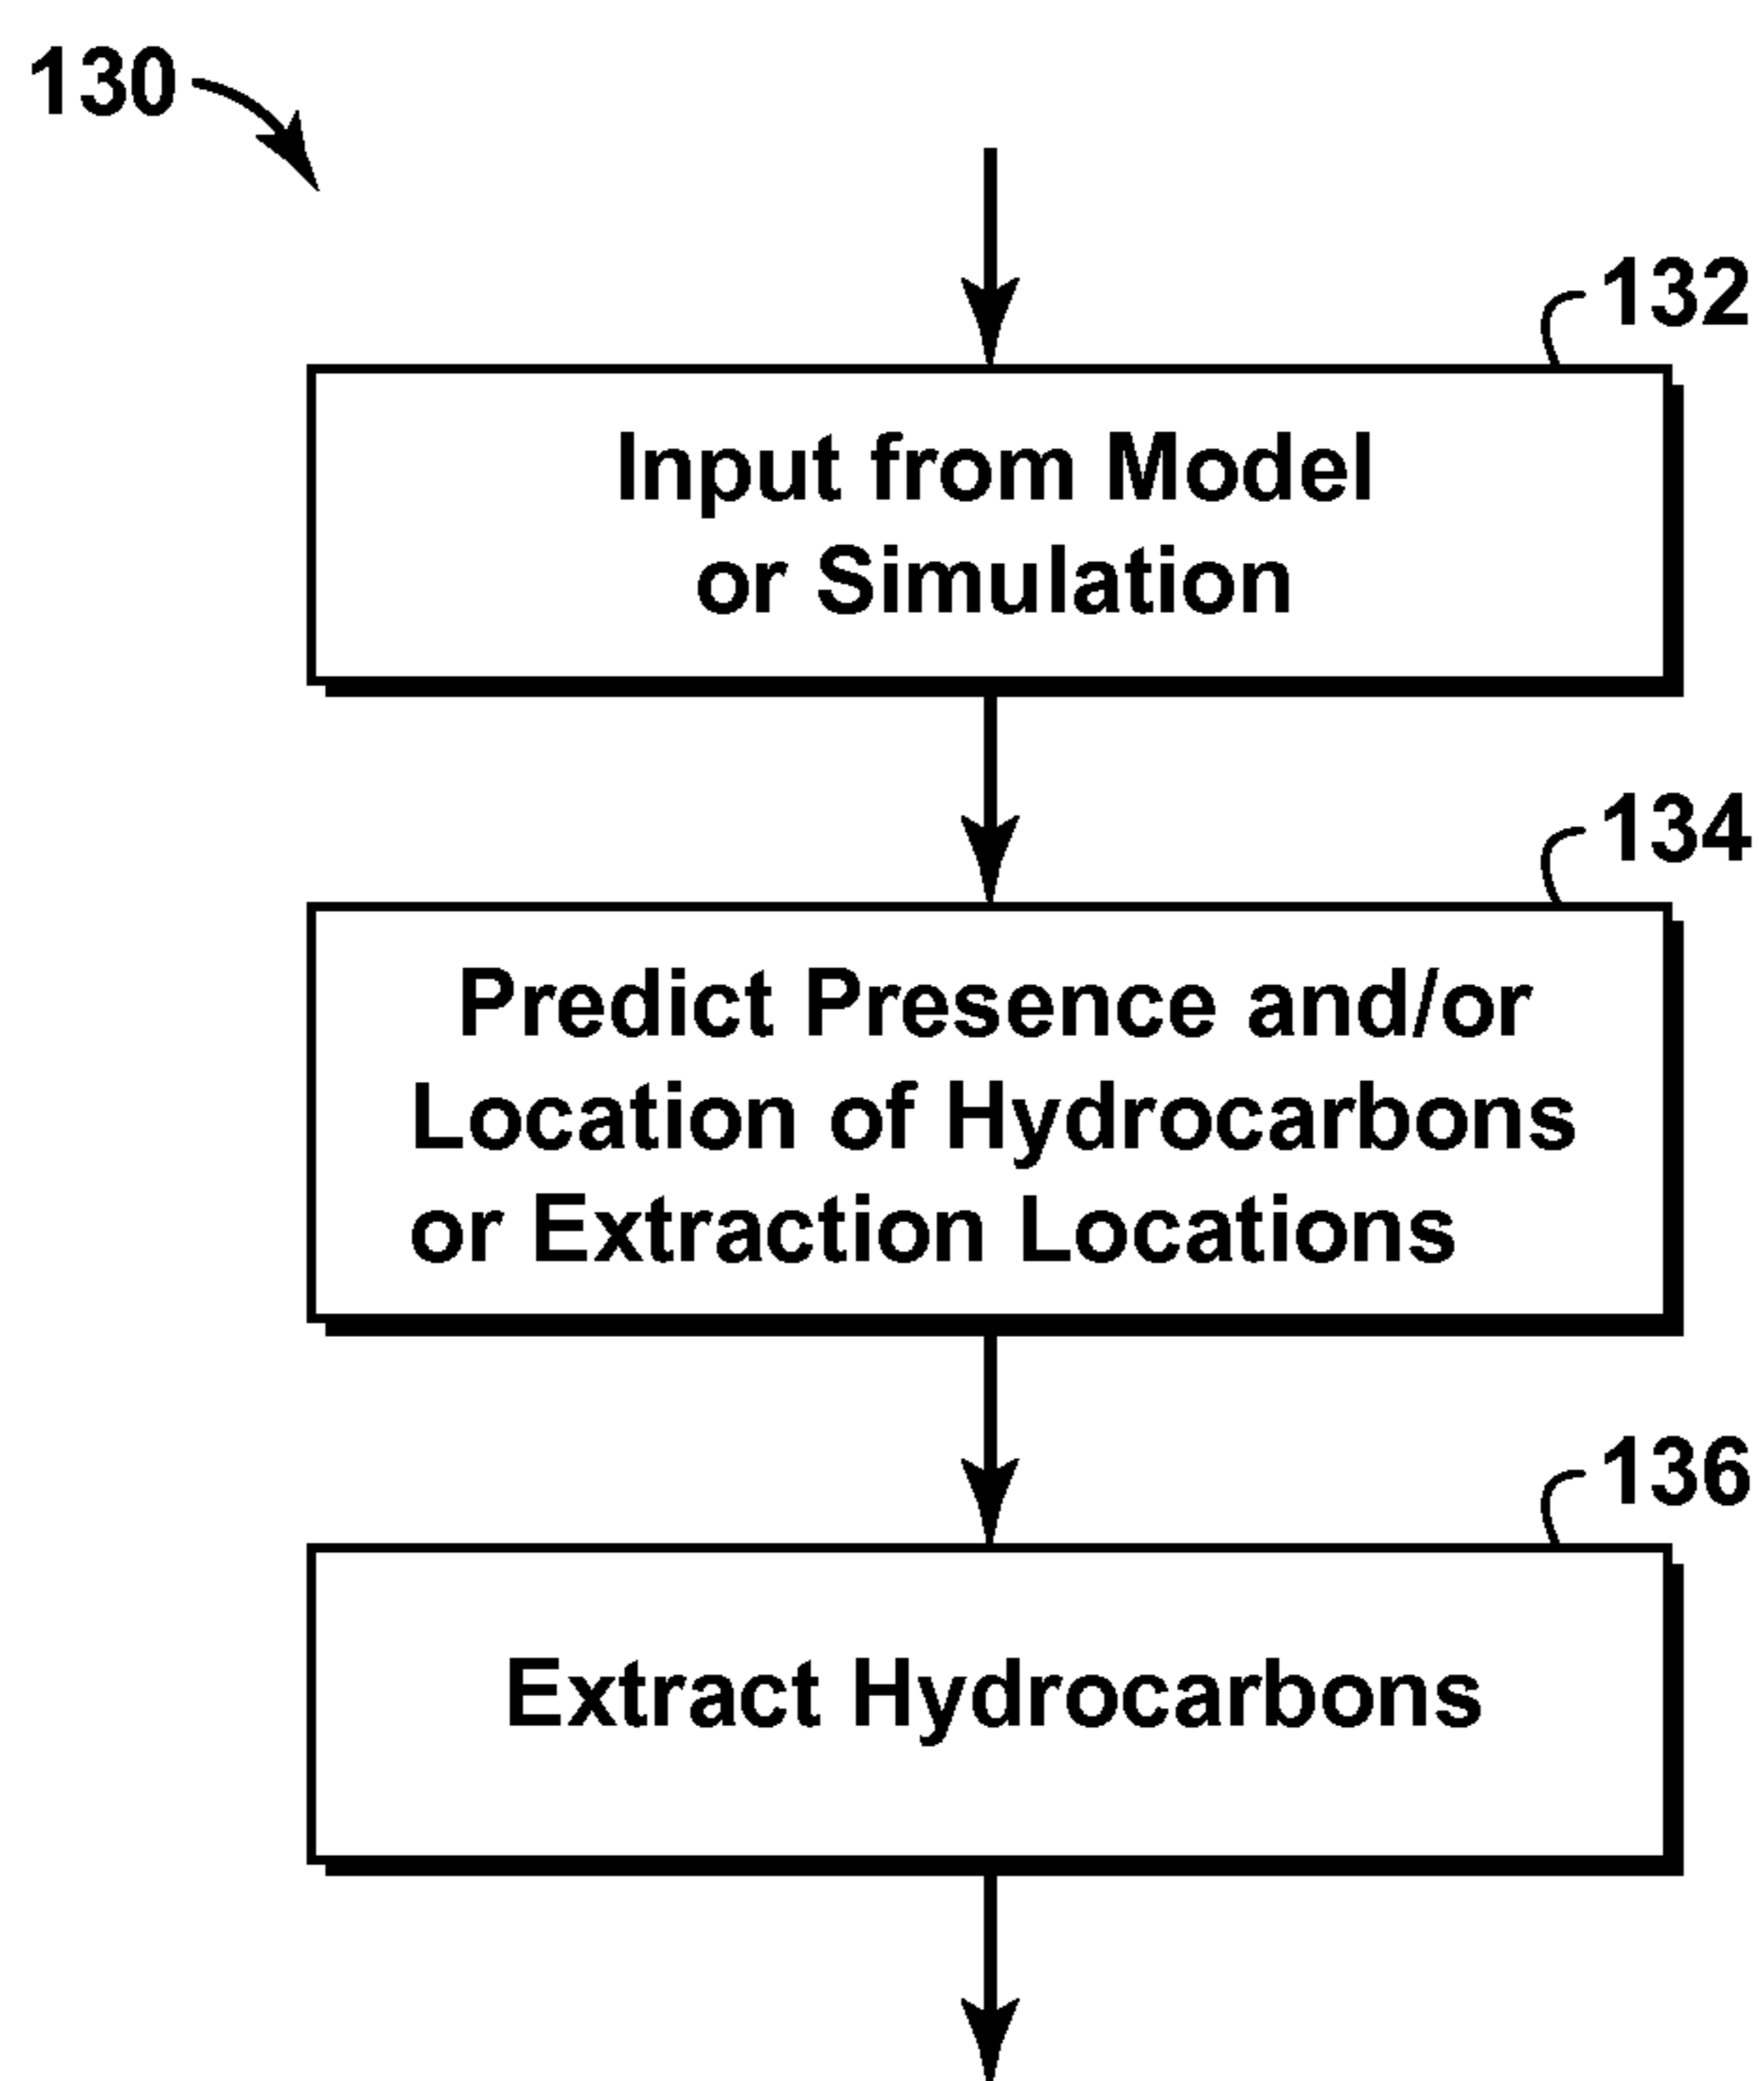 130
132
Input from Model
or Simulation
134
Predict Presence and/or
Location of Hydrocarbons
or Extraction Locations
136
Extract Hydrocarbons